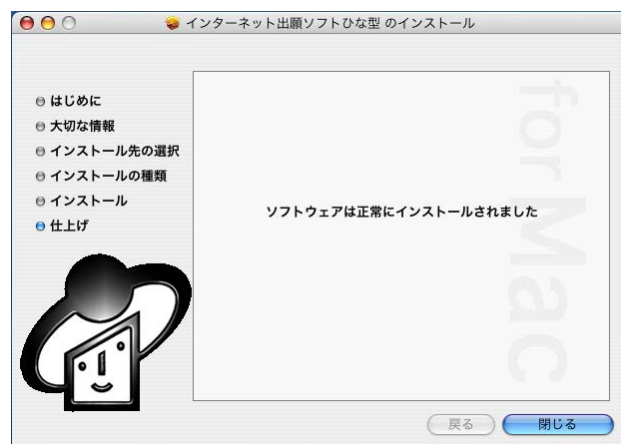 インターネット出願ソフトひな型 のインストール
はじめに
大切な情報
インストール先の選択
インストールの種類
インストール
仕上げ
ソフトウェアは正常にインストールされました
for Mac
戻る
閉じる